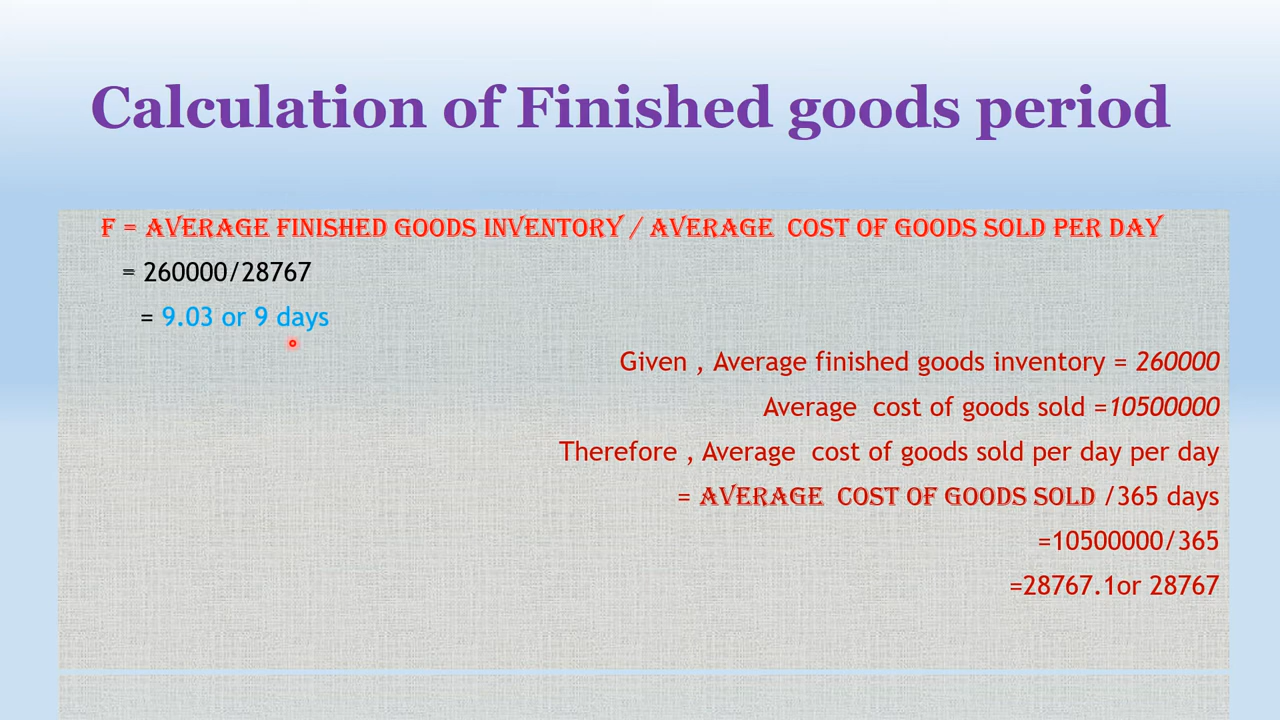 Calculation of Finished goods period
F = AVERAGE FINISHED GOODS INVENTORY / AVERAGE COST OF GOODS SOLD PER DAY
= 260000/28767
= 9.03 or 9 days
Given , Average finished goods inventory = 260000
Average cost of goods sold =10500000
Therefore , Average cost of goods sold per day per day
= AVERAGE COST OF GOODS SOLD /365 days
=10500000/365
=28767.1or 28767